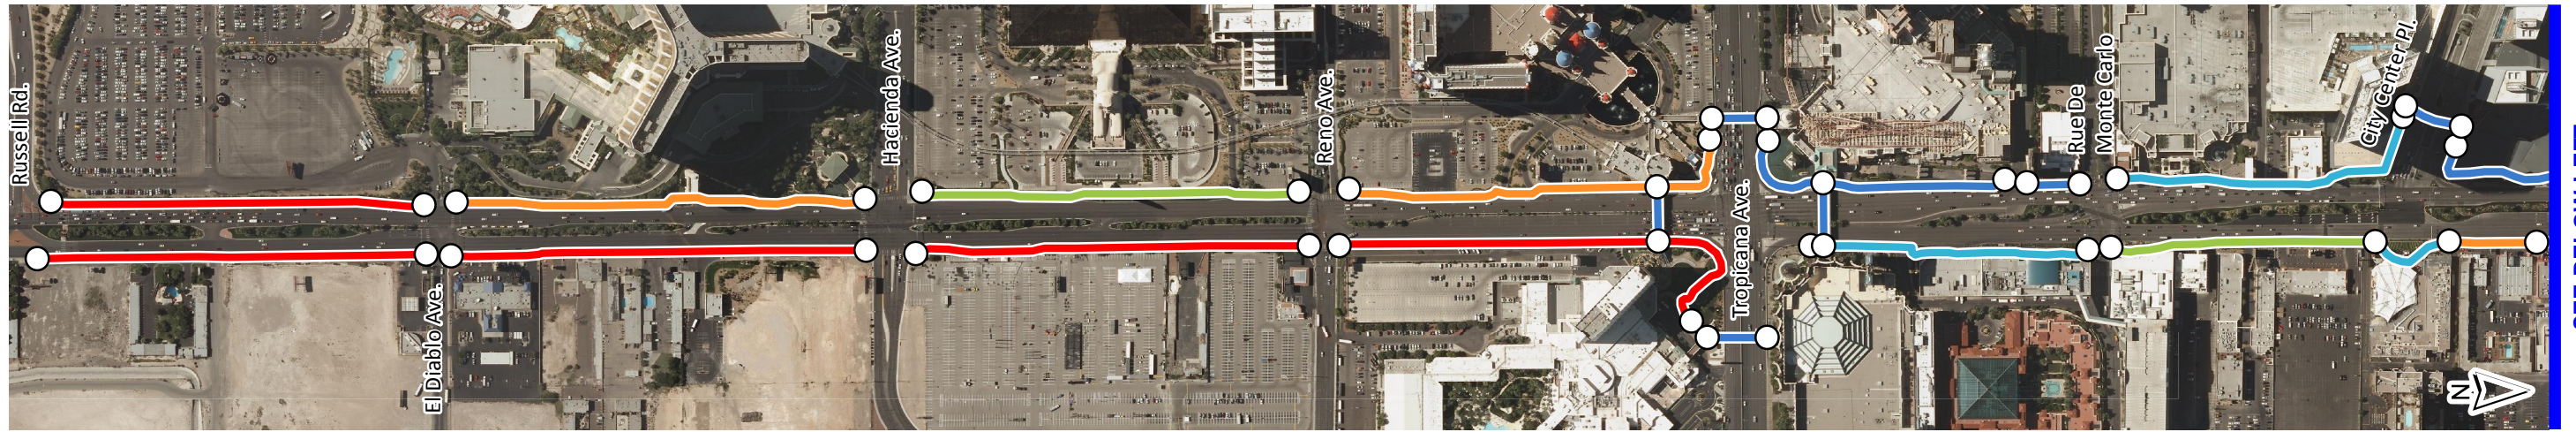 Russell Rd.
El Diablo Ave.
Hacienda Ave.
Reno Ave.
Tropicana Ave.
Rue De
Monte Carlo
City Center Pl.
N